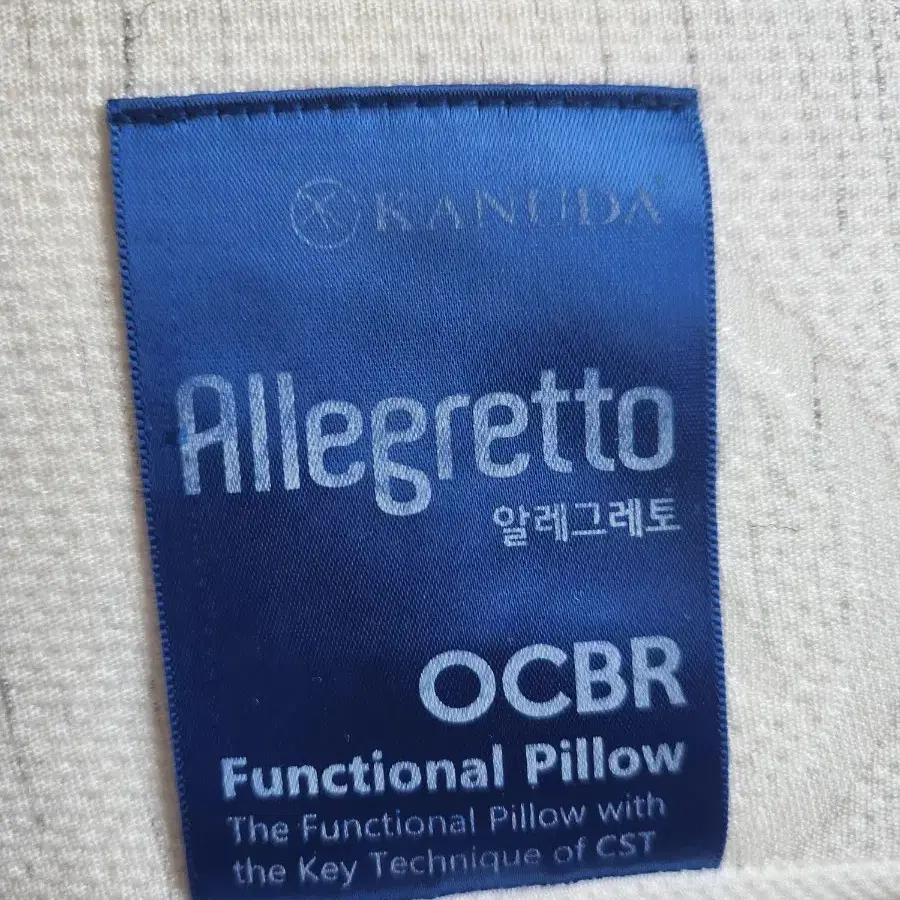 KANUDA
Allegretto
알레그레토
OCBR
Functional Pillow
The Functional Pillow with
the Key Technique of CST